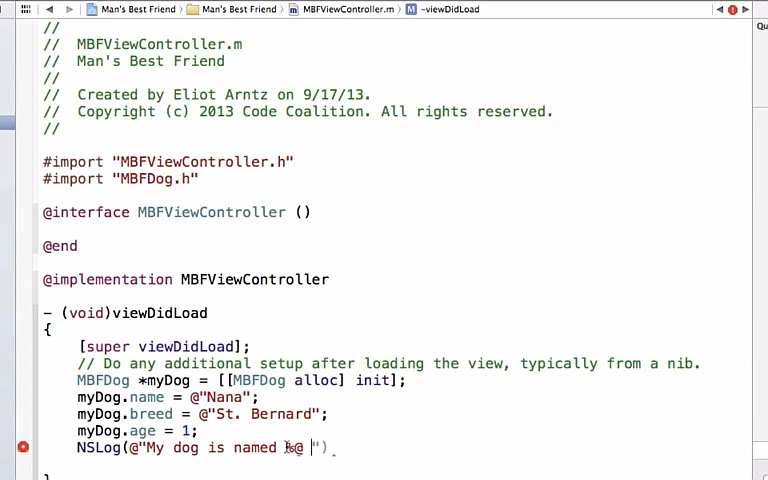 Man's Best Friend Man's Best Friend MBFViewController.m M -viewDidLoad
Qu
//
// MBFViewController.m
// Man's Best Friend
//
// Created by Eliot Arntz on 9/17/13.
// Copyright (c) 2013 Code Coalition. All rights reserved.
//
#import "MBFViewController.h"
#import "MBFDog.h"
@interface MBFViewController ()
@end
@implementation MBFViewController
- (void)viewDidLoad
{
[super viewDidLoad];
// Do any additional setup after loading the view, typically from a nib.
MBFDog *myDog = [[MBFDog alloc] init];
myDog.name = @"Nana";
myDog.breed = @"St. Bernard";
myDog.age = 1;
NSLog(@"My dog is named %@ ")
}